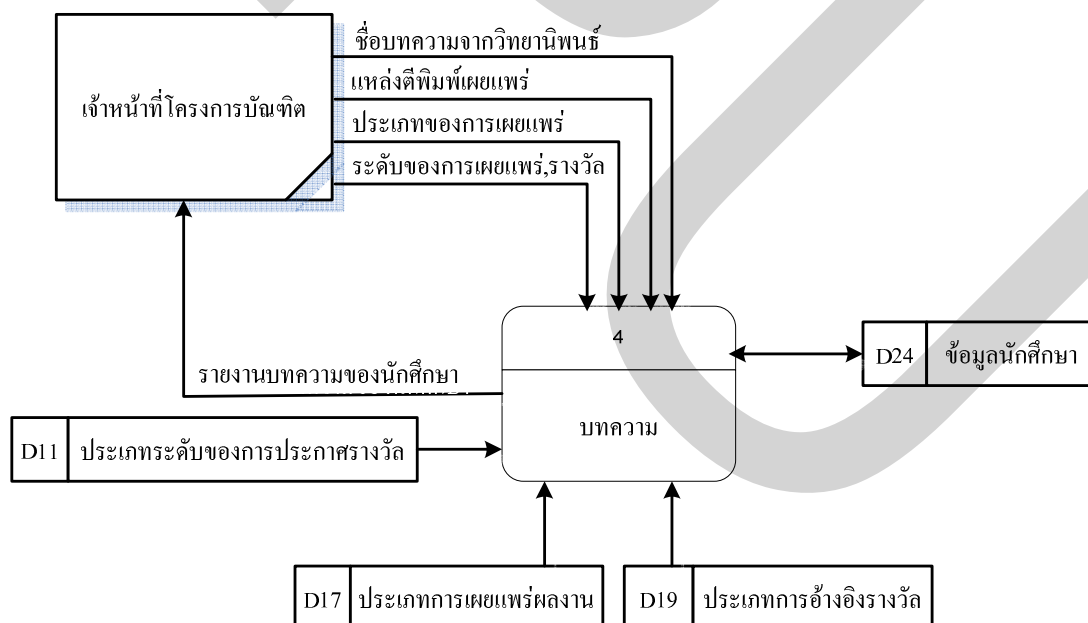 ชื่อบทความจากวิทยานิพนธ์
แหล่งตีพิมพ์เผยแพร่
เจ้าหน้าที่โครงการบัณฑิต
ประเภทของการเผยแพร่
ระดับของการเผยแพร่,รางวัล
4
D24 ข้อมูลนักศึกษา
รายงานบทความของนักศึกษา
บทความ
D11 ประเภทระดับของการประกาศรางวัล
D17 ประเภทการเผยแพร่ผลงาน
D19 ประเภทการอ้างอิงรางวัล